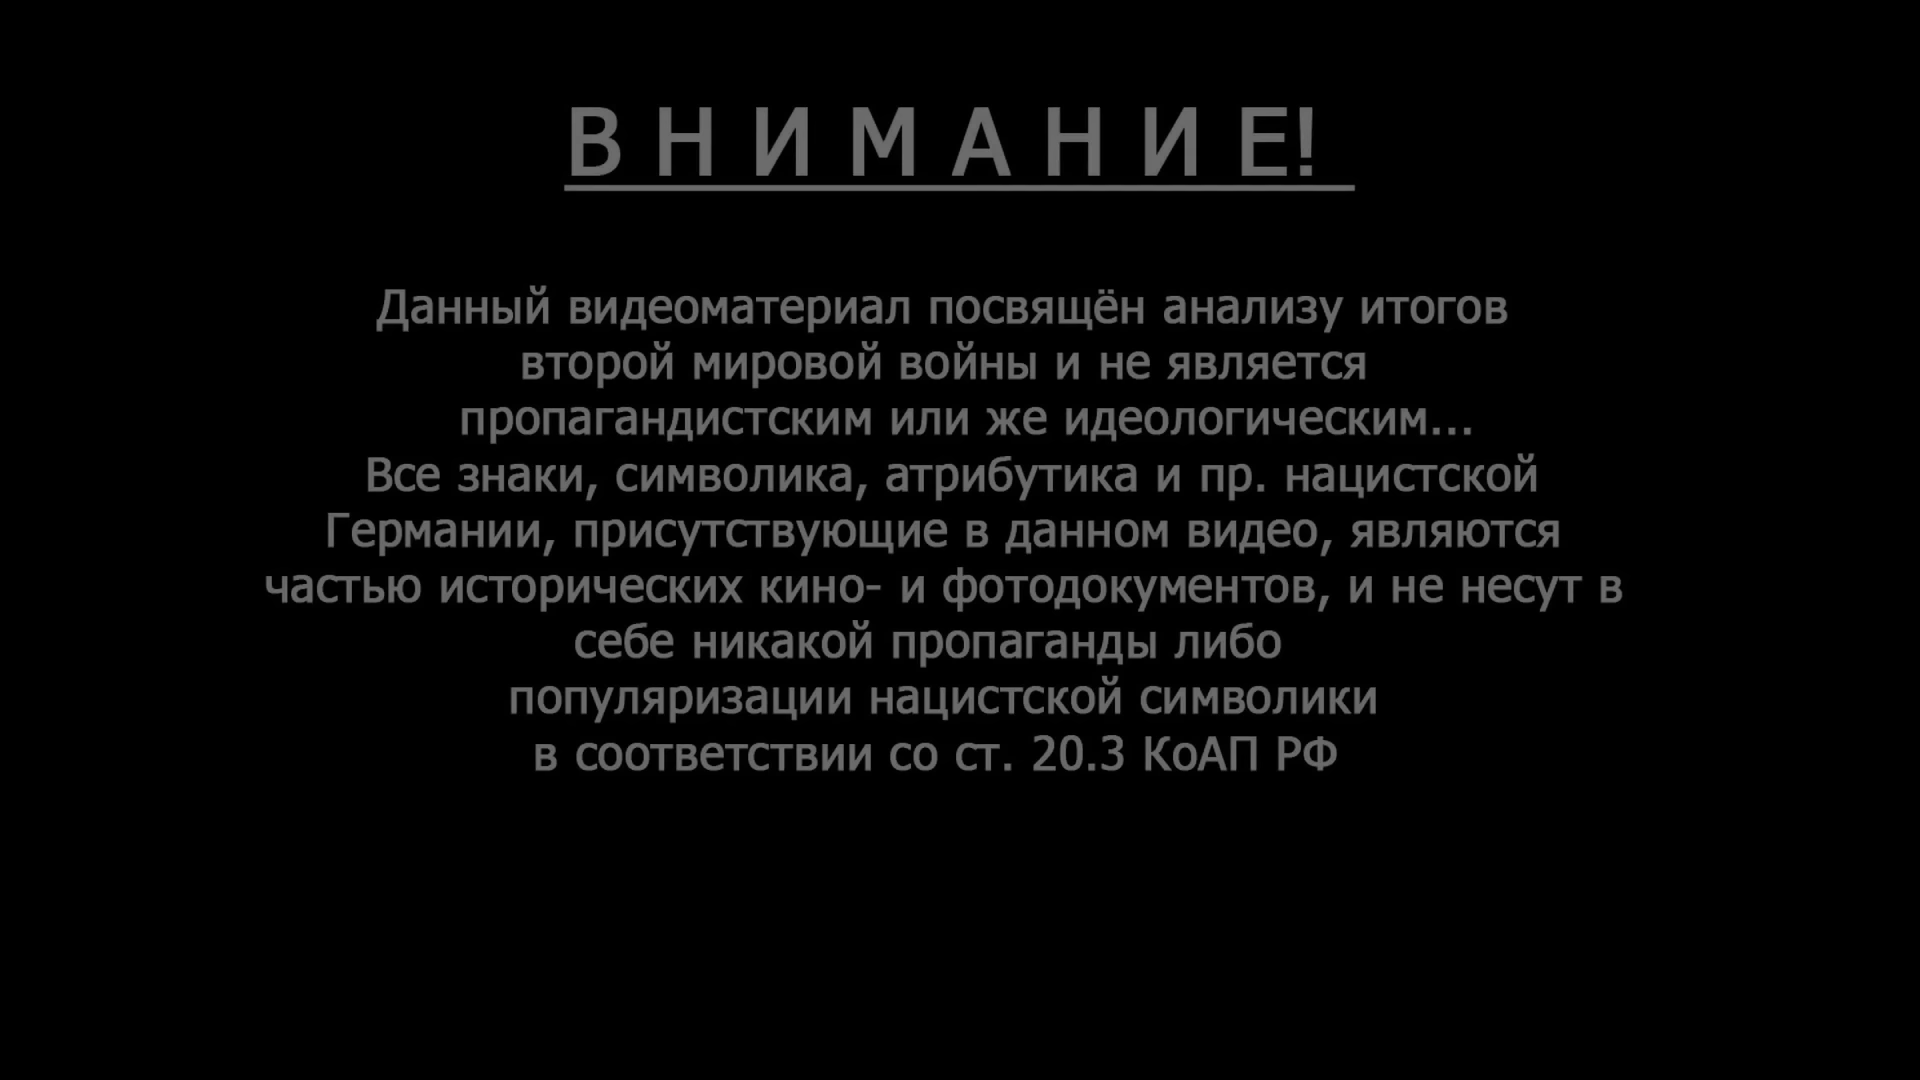 В Н И М А Н И Е!
Данный видеоматериал посвящён анализу итогов
второй мировой войны и не является
пропагандистским или же идеологическим...
Все знаки, символика, атрибутика и пр. нацистской
Германии, присутствующие в данном видео, являются
частью исторических кино- и фотодокументов, и не несут в
себе никакой пропаганды либо
популяризации нацистской символики
в соответствии со ст. 20.3 КоАП РФ